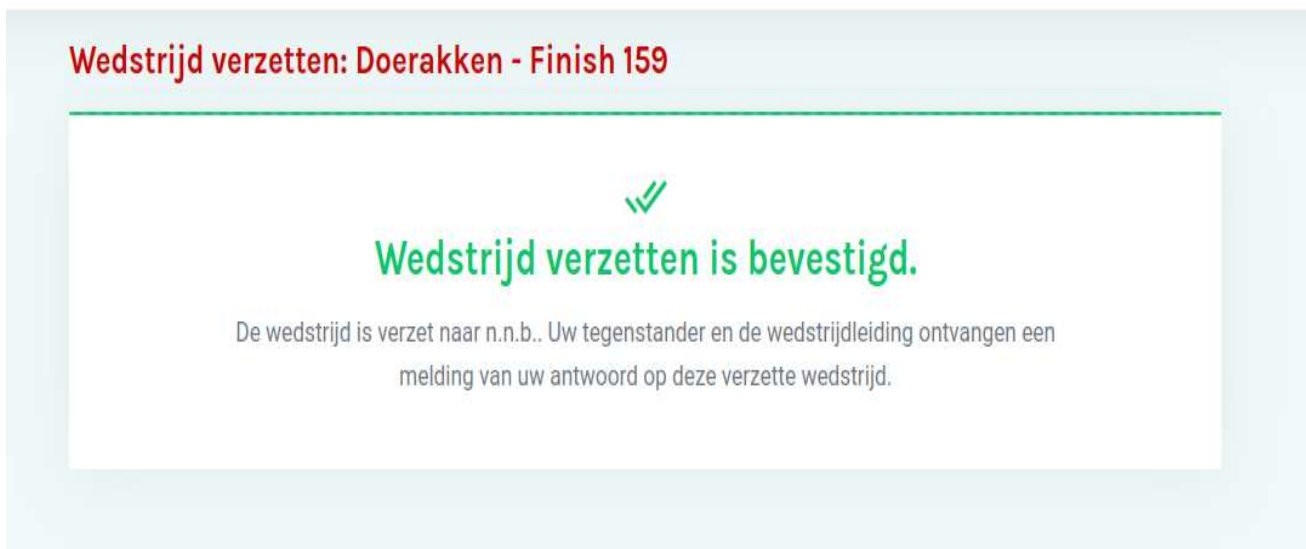 Wedstrijd verzetten: Doerakken - Finish 159
Wedstrijd verzetten is bevestigd.
De wedstrijd is verzet naar n.n.b.. Uw tegenstander en de wedstrijdleiding ontvangen een
melding van uw antwoord op deze verzette wedstrijd.